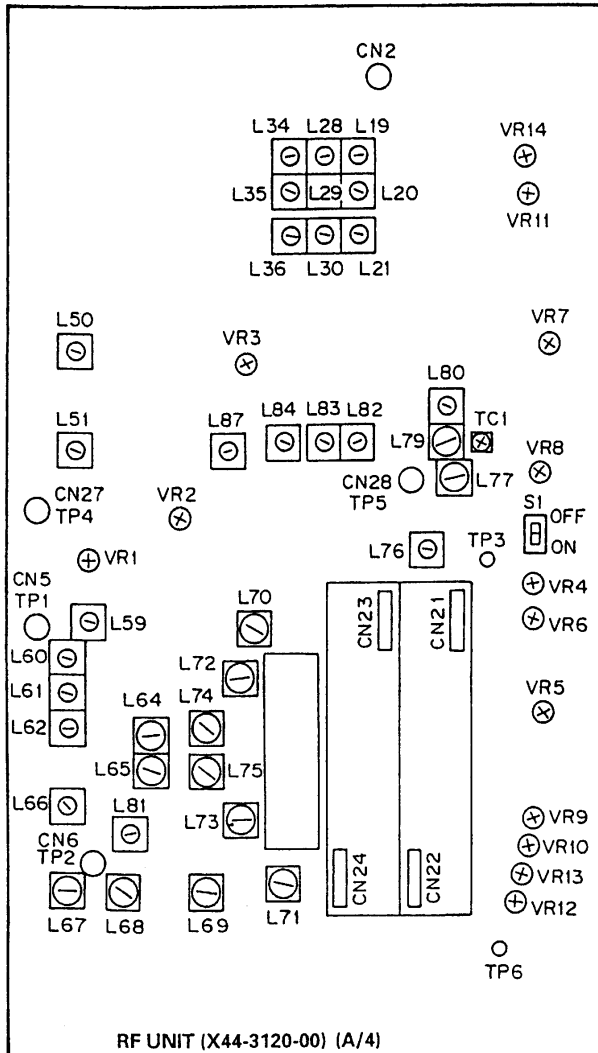 CN2
L34 L28 L19
VR14
L35 L29 L20
VR11
L36 L30 L21
L50
VR3
VR7
L80
L51
L87
L84 L83 L82
L79
TC1
CN27
TP4
VR2
CN28
TP5
L77
VR8
S1
OFF
ON
VR1
L76
TP3
CN5
TP1
L59
L70
CN23
CN21
VR4
VR6
L60
L61
L62
L72
L64
L74
VR5
L65
L75
L66
L81
L73
VR9
VR10
VR13
VR12
CN6
TP2
CN24
CN22
L67 L68 L69 L71
TP6
RF UNIT (X44-3120-00) (A/4)